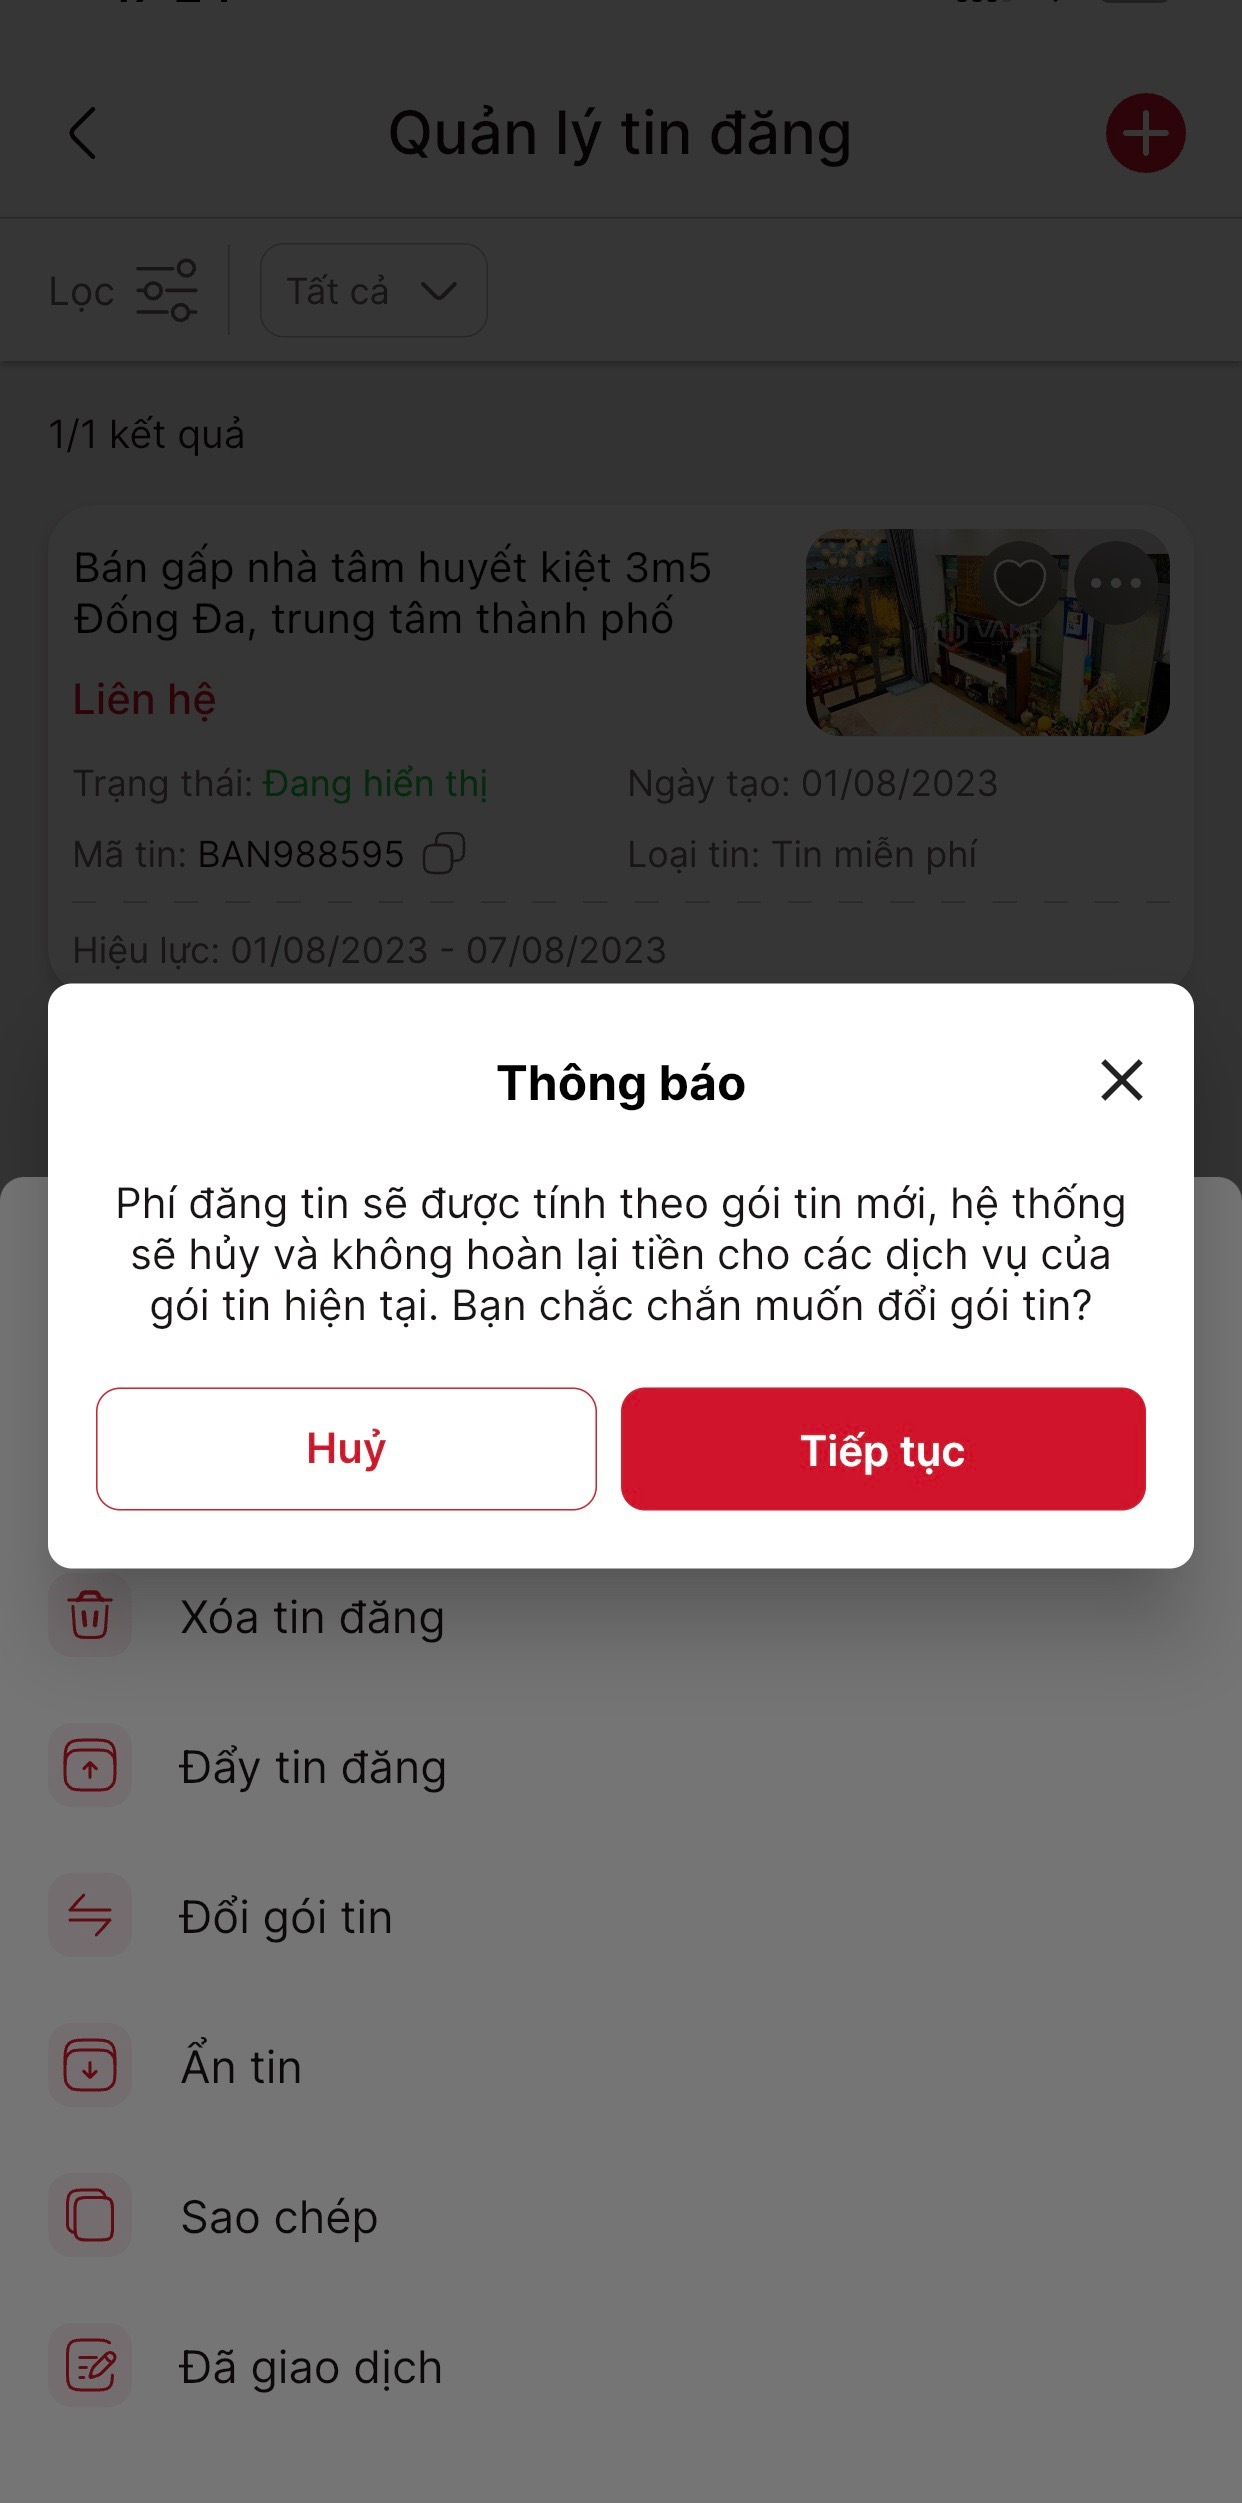 Quản lý tin đăng
Lọc
Tất cả
1/1 kết quả
Bán gấp nhà tâm huyết kiệt 3m5
Đống Đa, trung tâm thành phố
Liên hệ
Trạng thái: Đang hiển thị
Ngày tạo: 01/08/2023
Mã tin: BAN988595
Loại tin: Tin miễn phí
Hiệu lực: 01/08/2023 - 07/08/2023
Thông báo
Phí đăng tin sẽ được tính theo gói tin mới, hệ thống
sẽ hủy và không hoàn lại tiền cho các dịch vụ của
gói tin hiện tại. Bạn chắc chắn muốn đổi gói tin?
Huỷ
Tiếp tục
Xóa tin đăng
Đẩy tin đăng
Đổi gói tin
Ẩn tin
Sao chép
Đã giao dịch